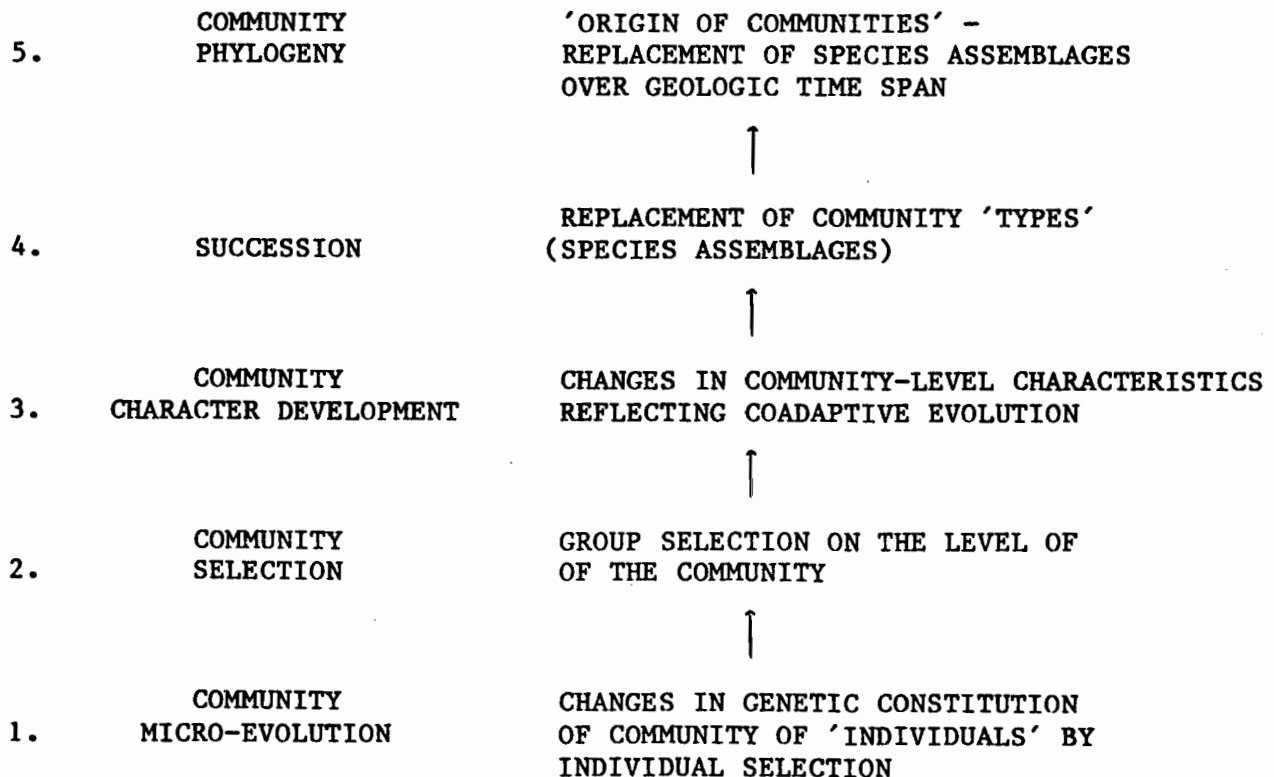 COMMUNITY 'ORIGIN OF COMMUNITIES' -
5. PHYLOGENY REPLACEMENT OF SPECIES ASSEMBLAGES
OVER GEOLOGIC TIME SPAN
REPLACEMENT OF COMMUNITY 'TYPES'
4. SUCCESSION (SPECIES ASSEMBLAGES)
COMMUNITY CHANGES IN COMMUNITY-LEVEL CHARACTERISTICS
3. CHARACTER DEVELOPMENT REFLECTING COADAPTIVE EVOLUTION
COMMUNITY GROUP SELECTION ON THE LEVEL OF
2. SELECTION OF THE COMMUNITY
COMMUNITY CHANGES IN GENETIC CONSTITUTION
1. MICRO-EVOLUTION OF COMMUNITY OF 'INDIVIDUALS' BY
INDIVIDUAL SELECTION